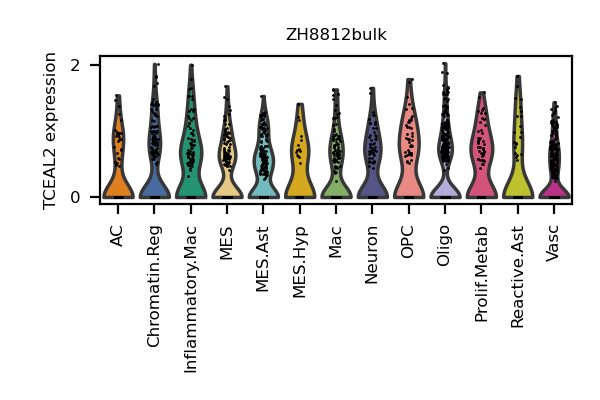 ZH8812bulk
TCEAL2 expression
2
0
AC
Chromatin.Reg
Inflammatory.Mac
MES
MES.Ast
MES.Hyp
Mac
Neuron
OPC
Oligo
Prolif.Metab
Reactive.Ast
Vasc